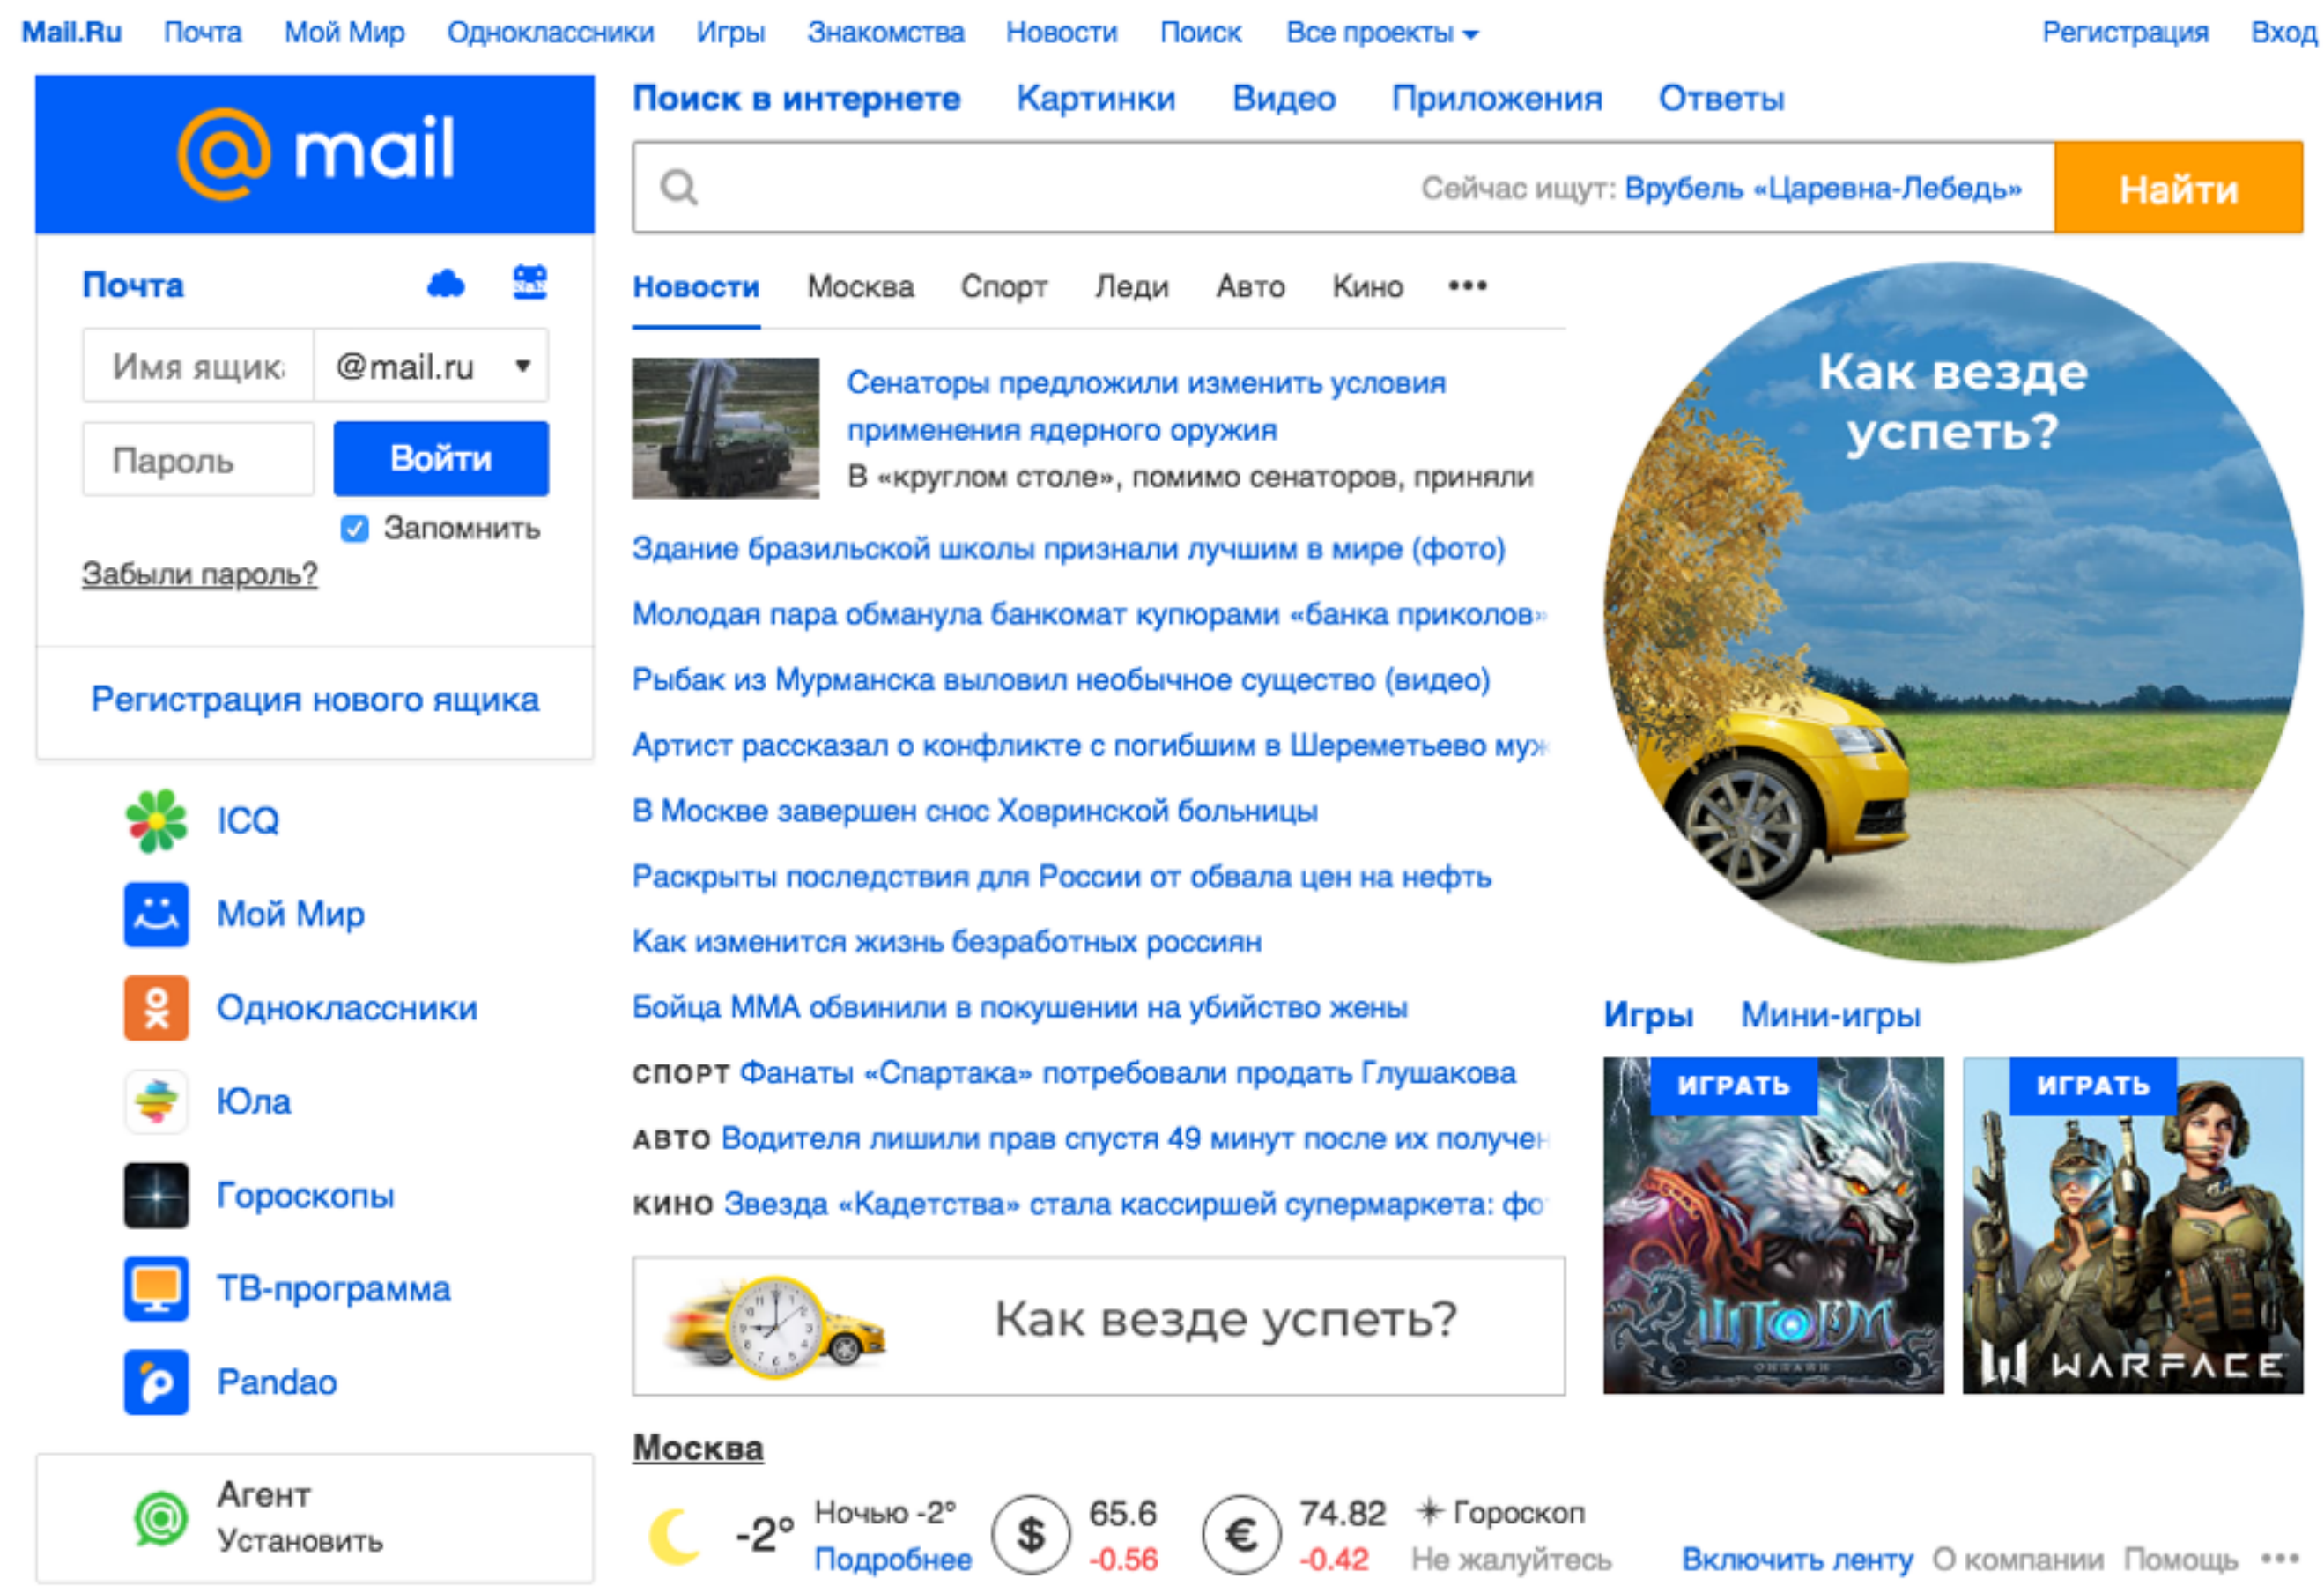 Mail.Ru Почта Мой Мир Одноклассники Игры Знакомства Новости Поиск Все проекты Регистрация Вход
@ mail
Поиск в интернете Картинки Видео Приложения Ответы
Сейчас ищут: Врубель «Царевна-Лебедь» Найти
Почта
NaN
Имя ящик
@mail.ru
Пароль
Войти
Запомнить
Забыли пароль?
Регистрация нового ящика
ICQ
Мой Мир
Одноклассники
Юла
Гороскопы
ТВ-программа
Pandao
Агент
Установить
Новости Москва Спорт Леди Авто Кино •••
Сенаторы предложили изменить условия
применения ядерного оружия
В «круглом столе», помимо сенаторов, приняли
Здание бразильской школы признали лучшим в мире (фото)
Молодая пара обманула банкомат купюрами «банка приколов»
Рыбак из Мурманска выловил необычное существо (видео)
Артист рассказал о конфликте с погибшим в Шереметьево муж
В Москве завершен снос Ховринской больницы
Раскрыты последствия для России от обвала цен на нефть
Как изменится жизнь безработных россиян
Бойца ММА обвинили в покушении на убийство жены
СПОРТ Фанаты «Спартака» потребовали продать Глушакова
АВТО Водителя лишили прав спустя 49 минут после их получен
КИНО Звезда «Кадетства» стала кассиршей супермаркета: фо
Как везде успеть?
Москва
-2° Ночью -2° $ 65.6 € 74.82 Гороскоп
Подробнее -0.56 -0.42 Не жалуйтесь
Как везде
успеть?
Игры Мини-игры
ИГРАТЬ
ШТОРМ
ОНЛАЙН
ИГРАТЬ
WARFACE
Включить ленту О компании Помощь •••